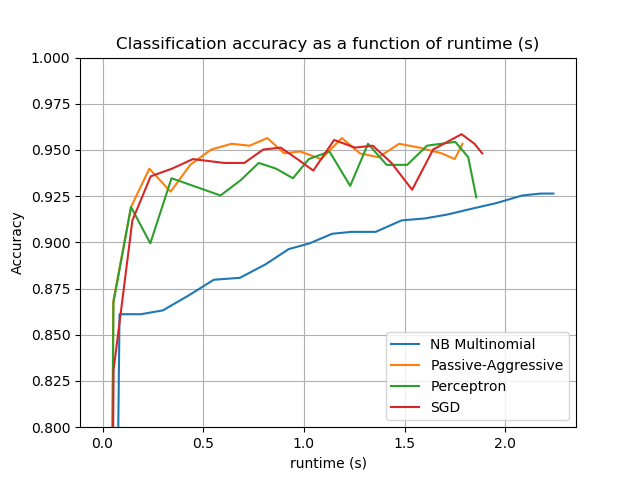 Classification accuracy as a function of runtime (s)
1.000
0.975
0.950
0.925
0.900
0.875
0.850
0.825
0.800
Accuracy
NB Multinomial
Passive-Aggressive
Perceptron
SGD
0.0 0.5 1.0 1.5 2.0
runtime (s)